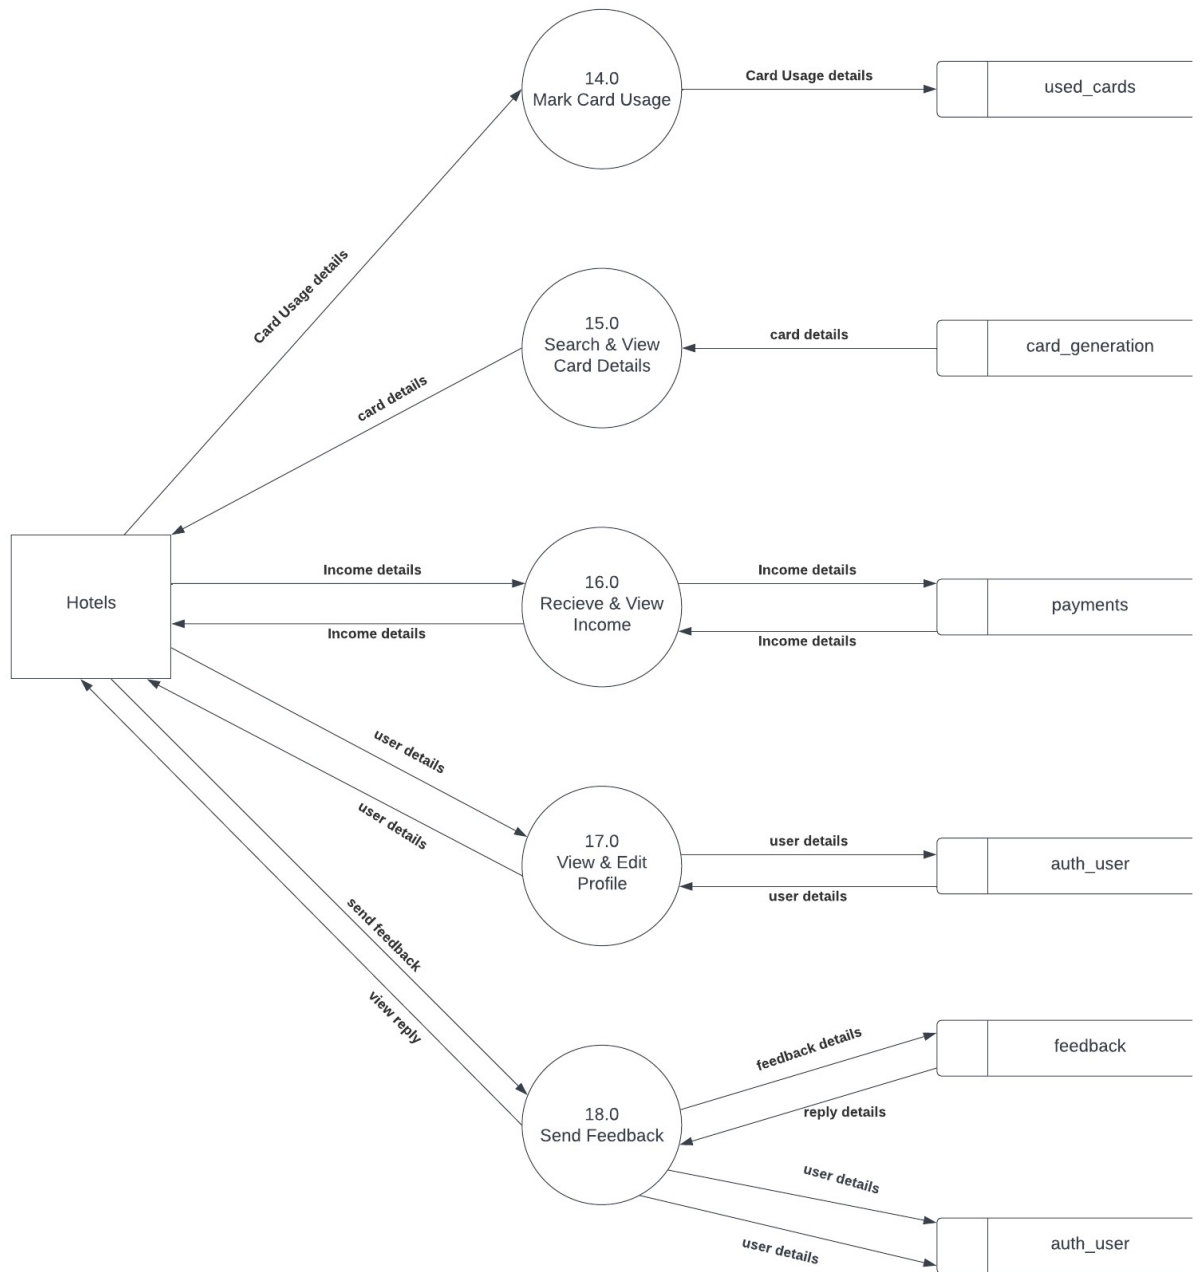 14.0
Mark Card Usage
Card Usage details
used_cards
Card Usage details
15.0
Search & View
Card Details
card details
card_generation
card details
Hotels
Income details
Income details
16.0
Recieve & View
Income
Income details
Income details
payments
user details
user details
17.0
View & Edit
Profile
user details
user details
auth_user
send feedback
view reply
18.0
Send Feedback
feedback details
reply details
feedback
user details
user details
auth_user